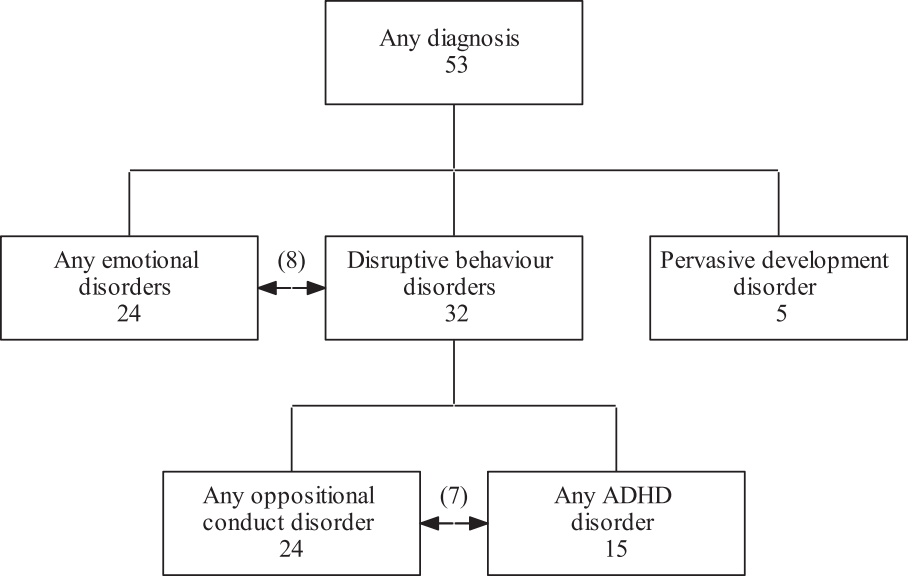 Any diagnosis
53
Any emotional
disorders
24
(8)
Disruptive behaviour
disorders
32
Pervasive development
disorder
5
Any oppositional
conduct disorder
24
(7)
Any ADHD
disorder
15